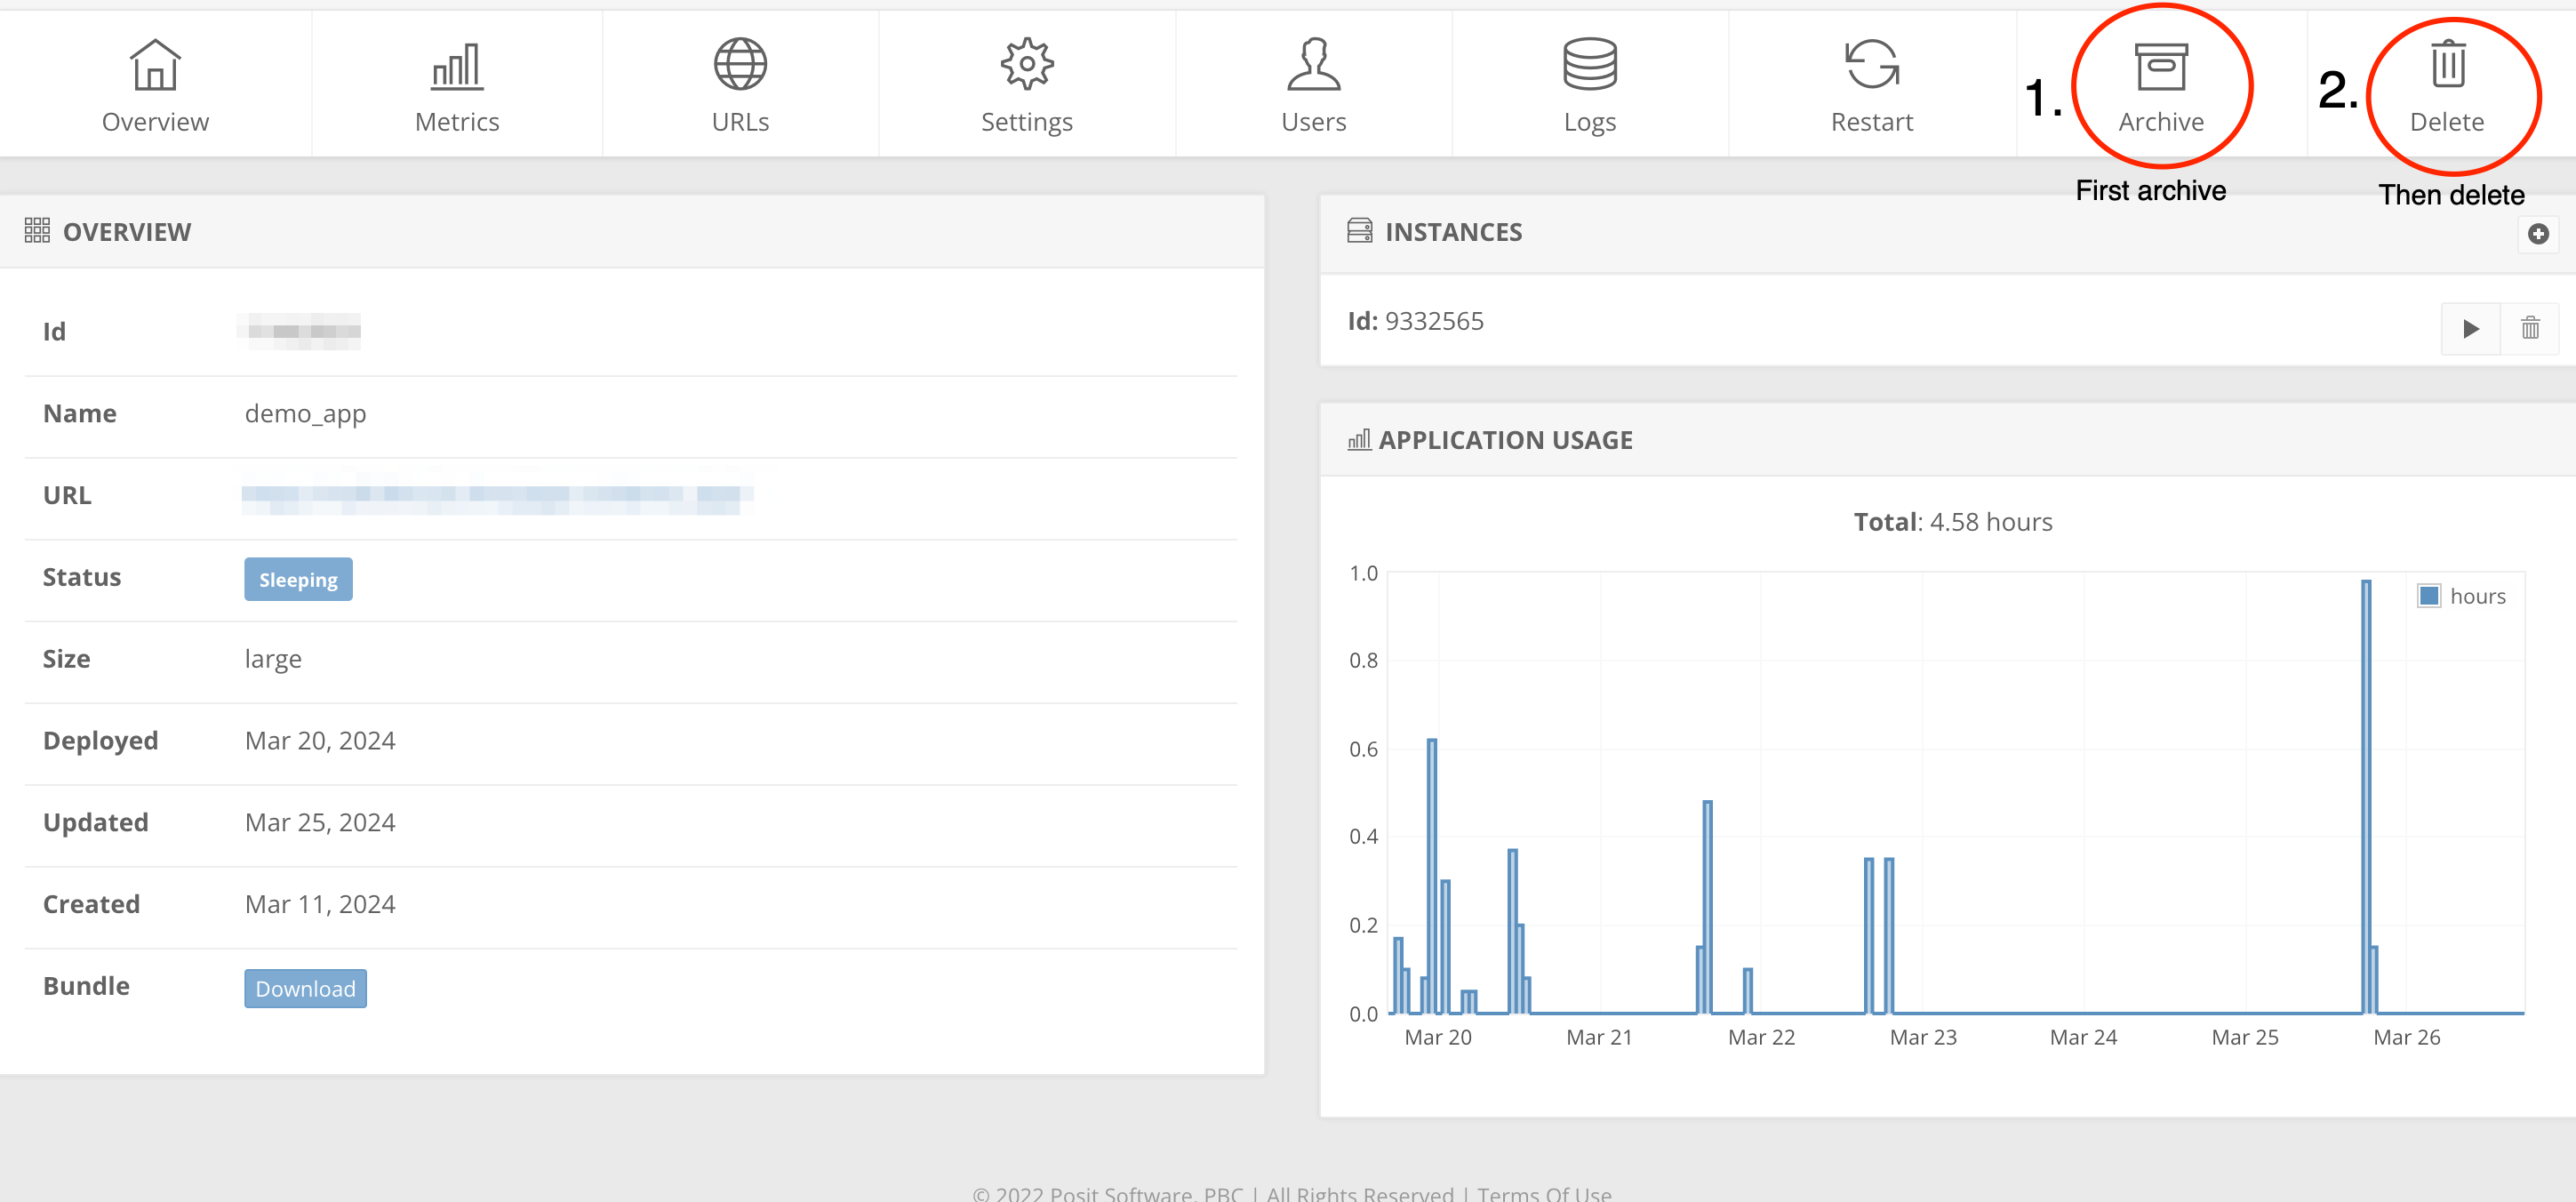 Overview
Metrics
URLs
Settings
Users
Logs
Restart
1.
Archive
2.
Delete
First archive
Then delete
OVERVIEW
Id
Name demo_app
URL
Status Sleeping
Size large
Deployed Mar 20, 2024
Updated Mar 25, 2024
Created Mar 11, 2024
Bundle Download
INSTANCES
Id: 9332565
APPLICATION USAGE
Total: 4.58 hours
hours
1.0
0.8
0.6
0.4
0.2
0.0
Mar 20 Mar 21 Mar 22 Mar 23 Mar 24 Mar 25 Mar 26
© 2022 Posit Software, PBC | All Rights Reserved | Terms Of Use